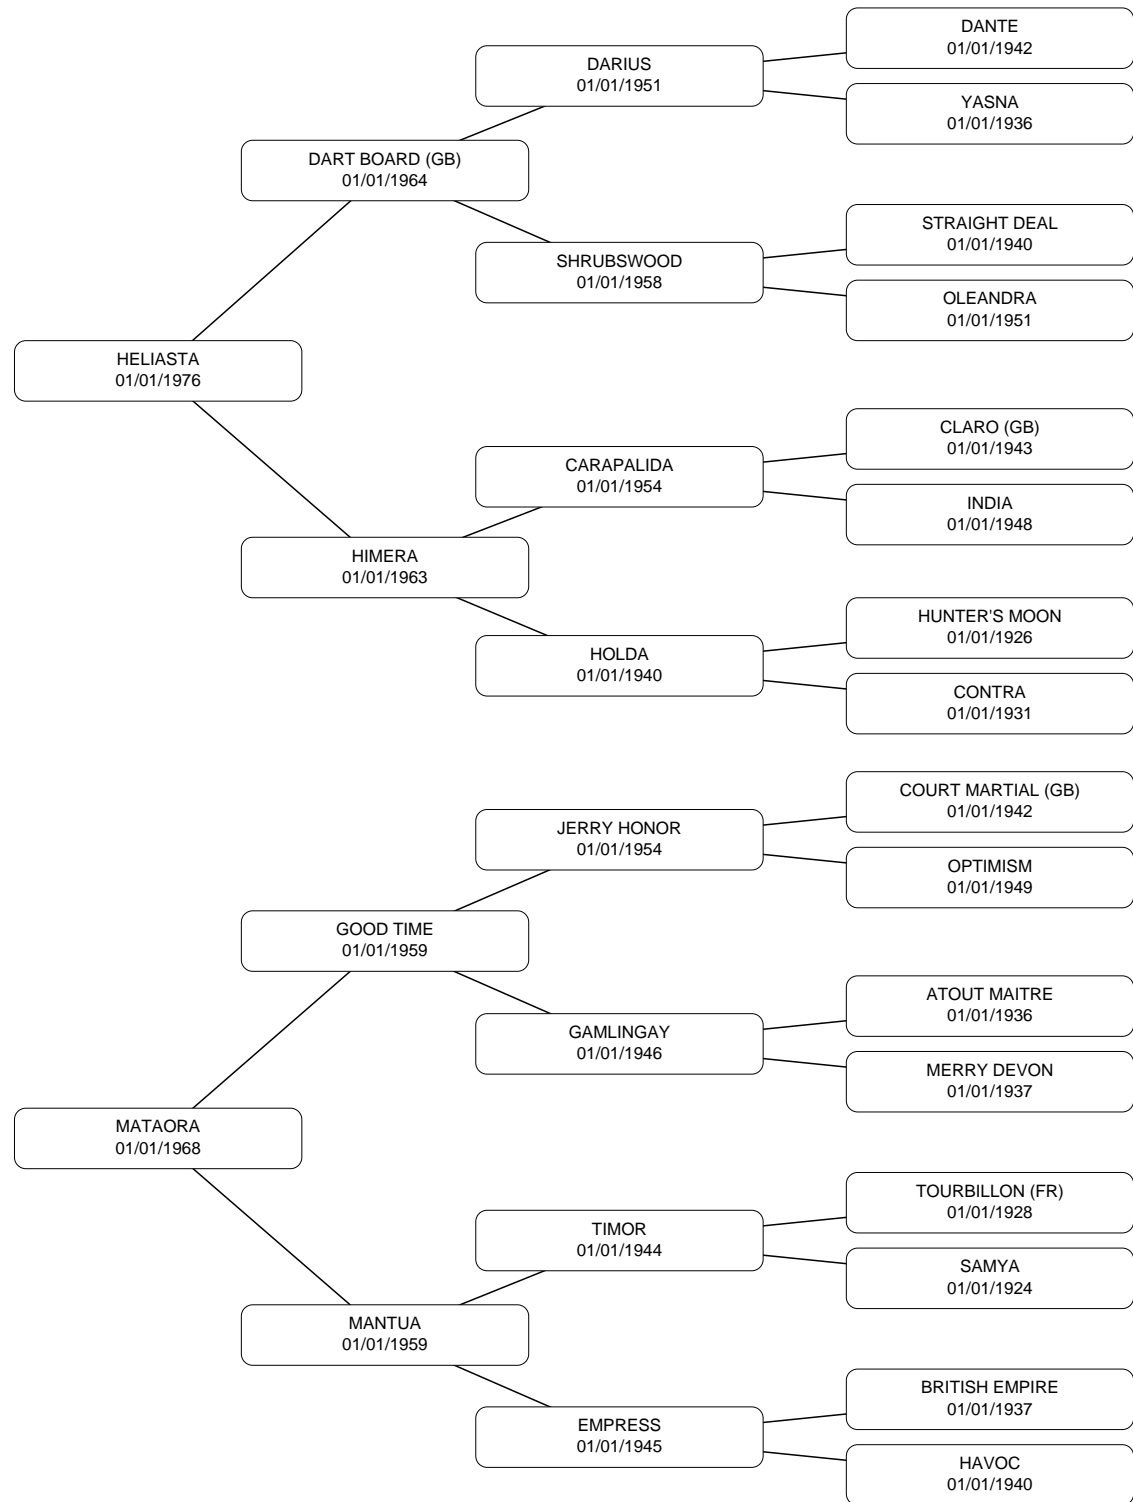 DANTE
01/01/1942
DARIUS
01/01/1951
YASNA
01/01/1936
DART BOARD (GB)
01/01/1964
STRAIGHT DEAL
01/01/1940
SHRUBSWOOD
01/01/1958
OLEANDRA
01/01/1951
HELIASTA
01/01/1976
CLARO (GB)
01/01/1943
CARAPALIDA
01/01/1954
INDIA
01/01/1948
HIMERA
01/01/1963
HUNTER'S MOON
01/01/1926
HOLDA
01/01/1940
CONTRA
01/01/1931
COURT MARTIAL (GB)
01/01/1942
JERRY HONOR
01/01/1954
OPTIMISM
01/01/1949
GOOD TIME
01/01/1959
ATOUT MAITRE
01/01/1936
GAMLINGAY
01/01/1946
MERRY DEVON
01/01/1937
MATAORA
01/01/1968
TOURBILLON (FR)
01/01/1928
TIMOR
01/01/1944
SAMYA
01/01/1924
MANTUA
01/01/1959
BRITISH EMPIRE
01/01/1937
EMPRESS
01/01/1945
HAVOC
01/01/1940